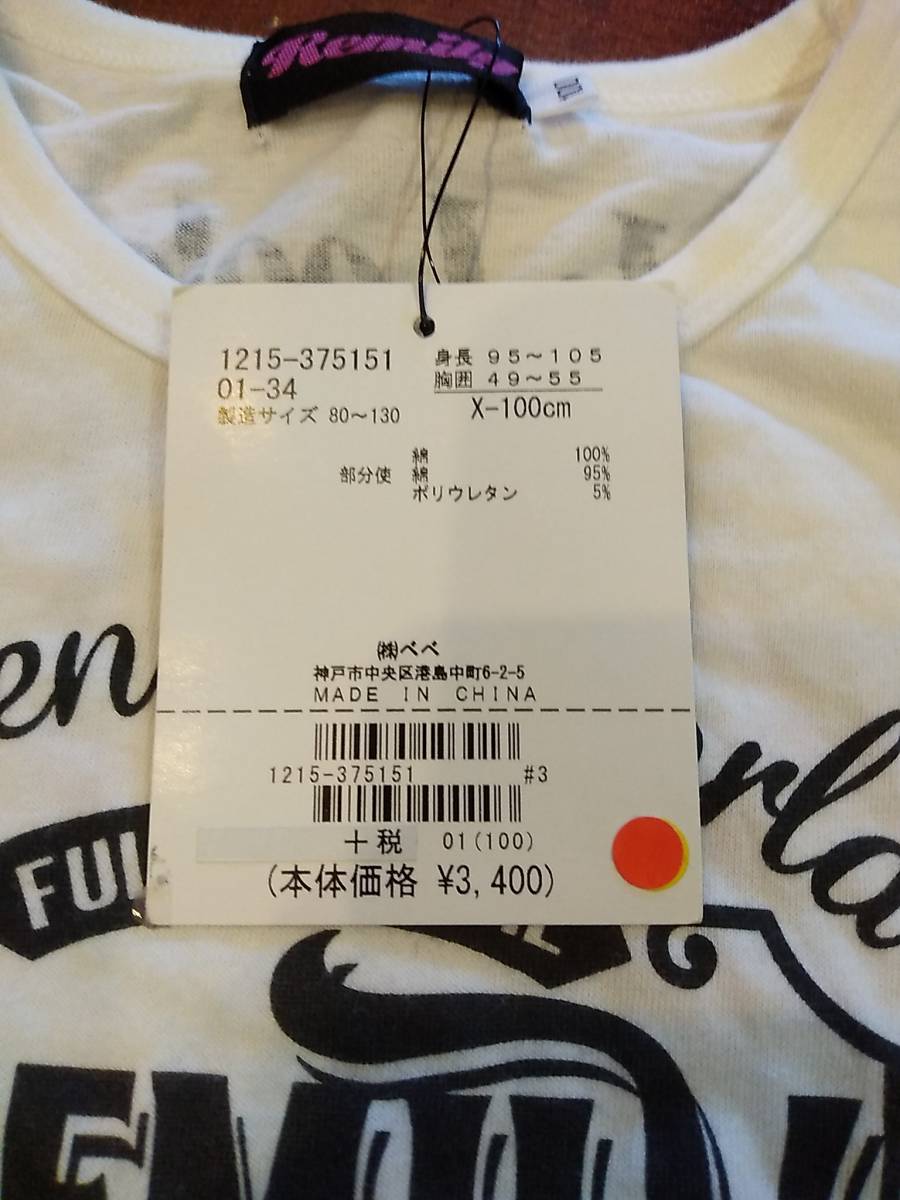 Remilu
100
1215-375151
01-34
製造サイズ 80〜130
身長 95〜105
胸囲 49〜55
X-100cm
綿 100%
部分使 綿 95%
ポリウレタン 5%
㈱べべ
神戸市中央区港島中町6-2-5
MADE IN CHINA
1215-375151 #3
+税 01(100)
(本体価格 ¥3,400)
FUL